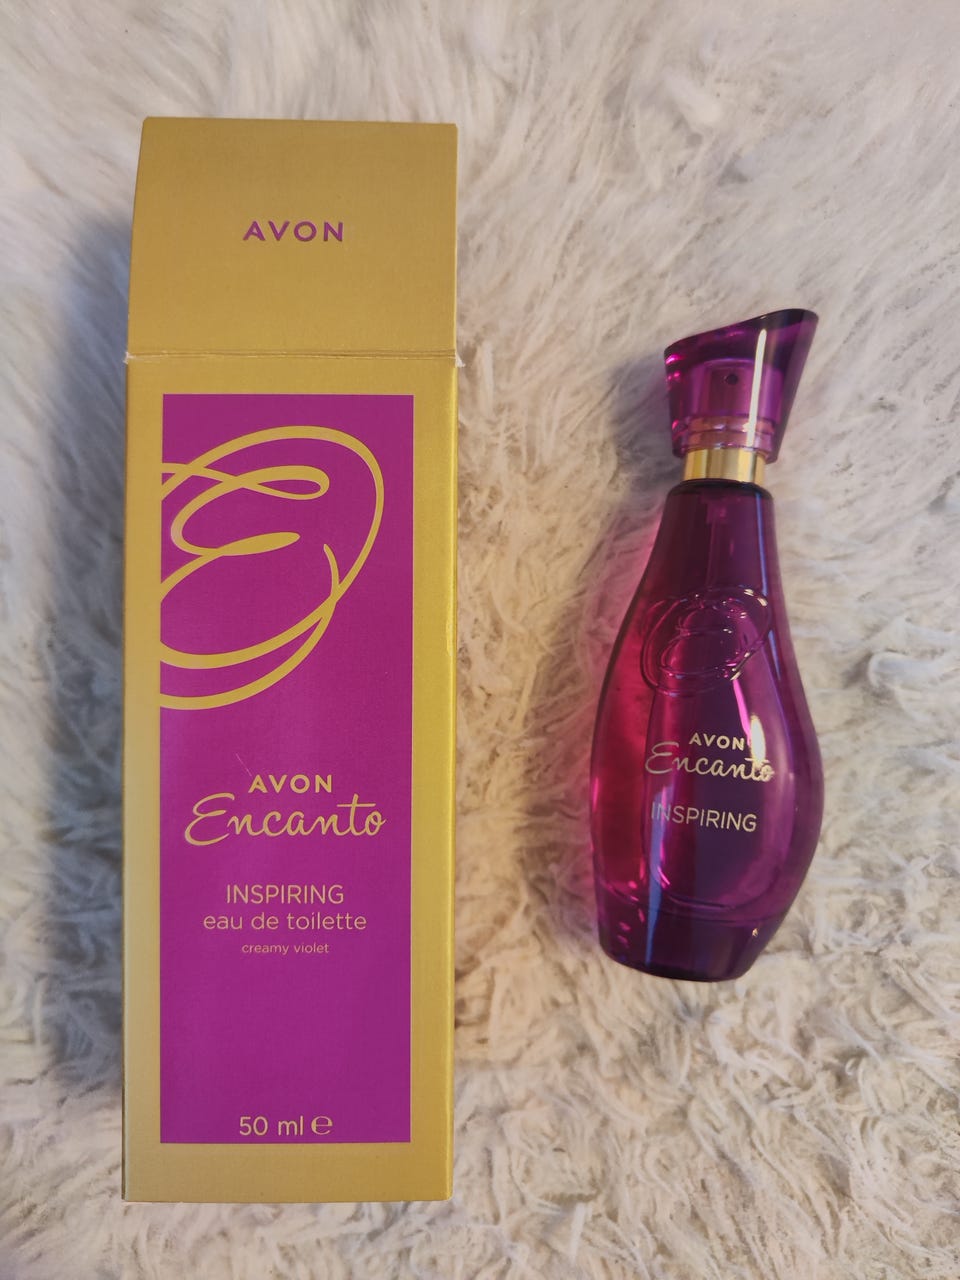 AVON
AVON
Encanto
INSPIRING
eau de toilette
creamy violet
50 ml ℮
AVON
Encanto
INSPIRING